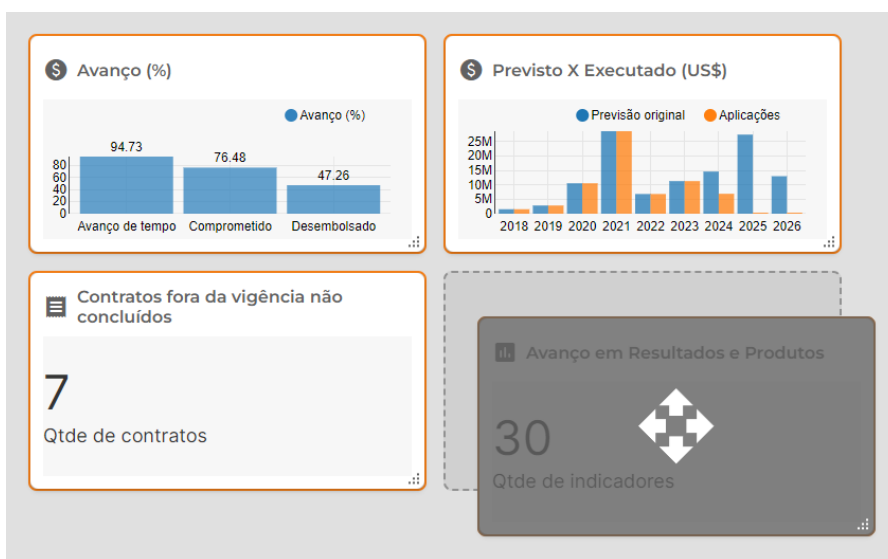 Avanço (%)
Avanço (%)
94.73
76.48
47.26
80
60
40
20
0
Avanço de tempo Comprometido Desembolsado
Previsto X Executado (US$)
Previsão original Aplicações
25M
20M
15M
10M
5M
0
2018 2019 2020 2021 2022 2023 2024 2025 2026
Contratos fora da vigência não
concluídos
7
Qtde de contratos
Avanço em Resultados e Produtos
30
Qtde de indicadores